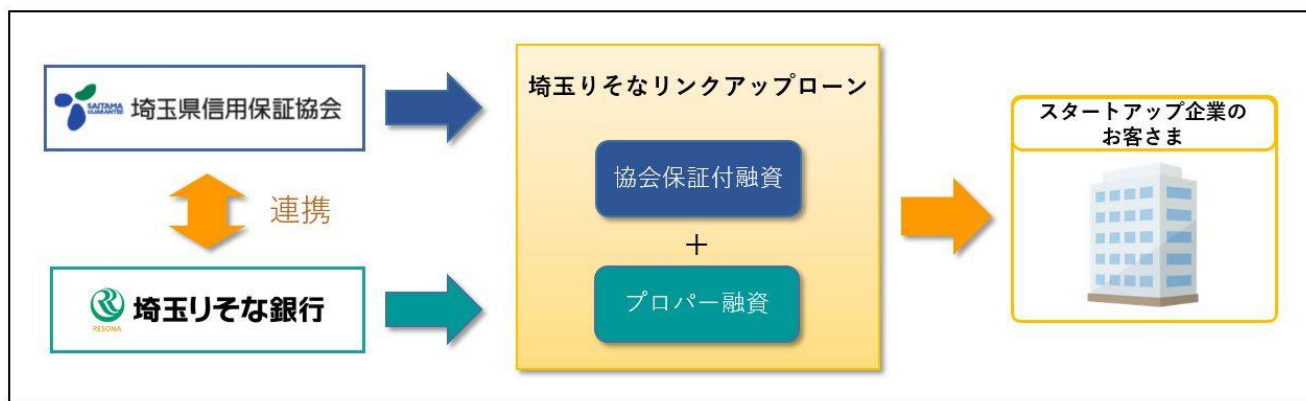 SAITAMA
GUARANTEE
埼玉県信用保証協会
連携
RESONA
埼玉りそな銀行
埼玉りそなリンクアップローン
協会保証付融資
+
プロパー融資
スタートアップ企業の
お客さま